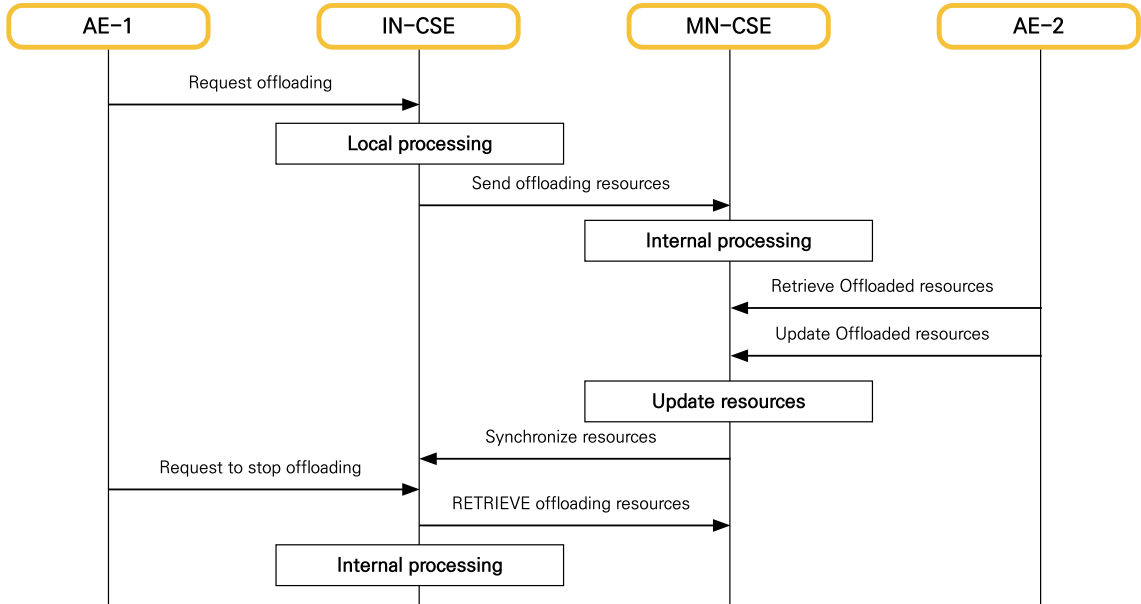 AE-1
IN-CSE
MN-CSE
AE-2
Request offloading
Local processing
Send offloading resources
Internal processing
Retrieve Offloaded resources
Update Offloaded resources
Update resources
Synchronize resources
Request to stop offloading
RETRIEVE offloading resources
Internal processing